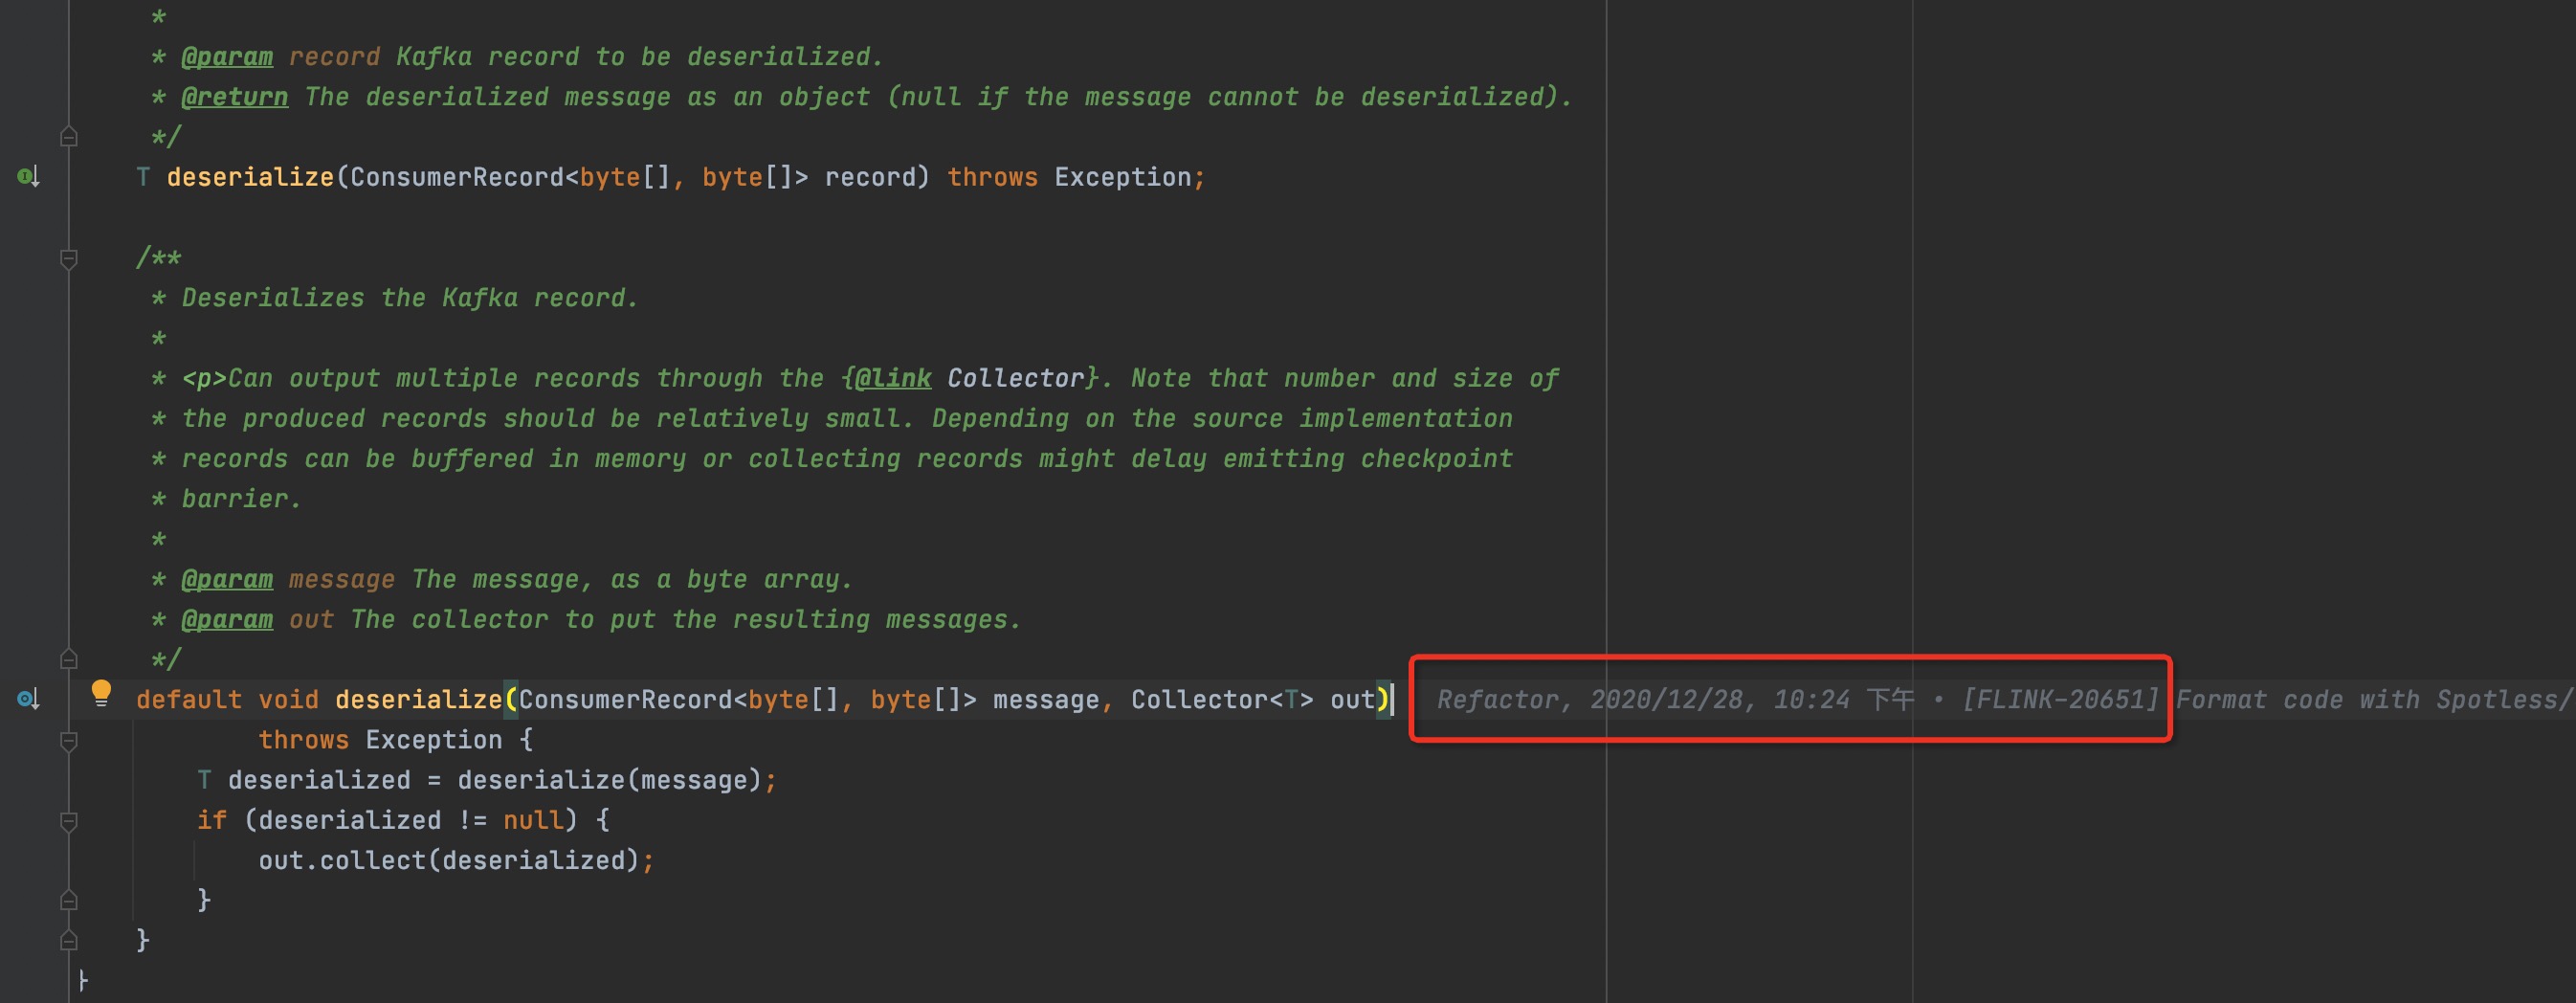 *
* @param record Kafka record to be deserialized.
* @return The deserialized message as an object (null if the message cannot be deserialized).
*/
T deserialize(ConsumerRecord<byte[], byte[]> record) throws Exception;
/**
* Deserializes the Kafka record.
*
* <p>Can output multiple records through the {@link Collector}. Note that number and size of
* the produced records should be relatively small. Depending on the source implementation
* records can be buffered in memory or collecting records might delay emitting checkpoint
* barrier.
*
* @param message The message, as a byte array.
* @param out The collector to put the resulting messages.
*/
default void deserialize(ConsumerRecord<byte[], byte[]> message, Collector<T> out) Refactor, 2020/12/28, 10:24 下午 • [FLINK-20651] Format code with Spotless/
throws Exception {
T deserialized = deserialize(message);
if (deserialized != null) {
out.collect(deserialized);
}
}
}